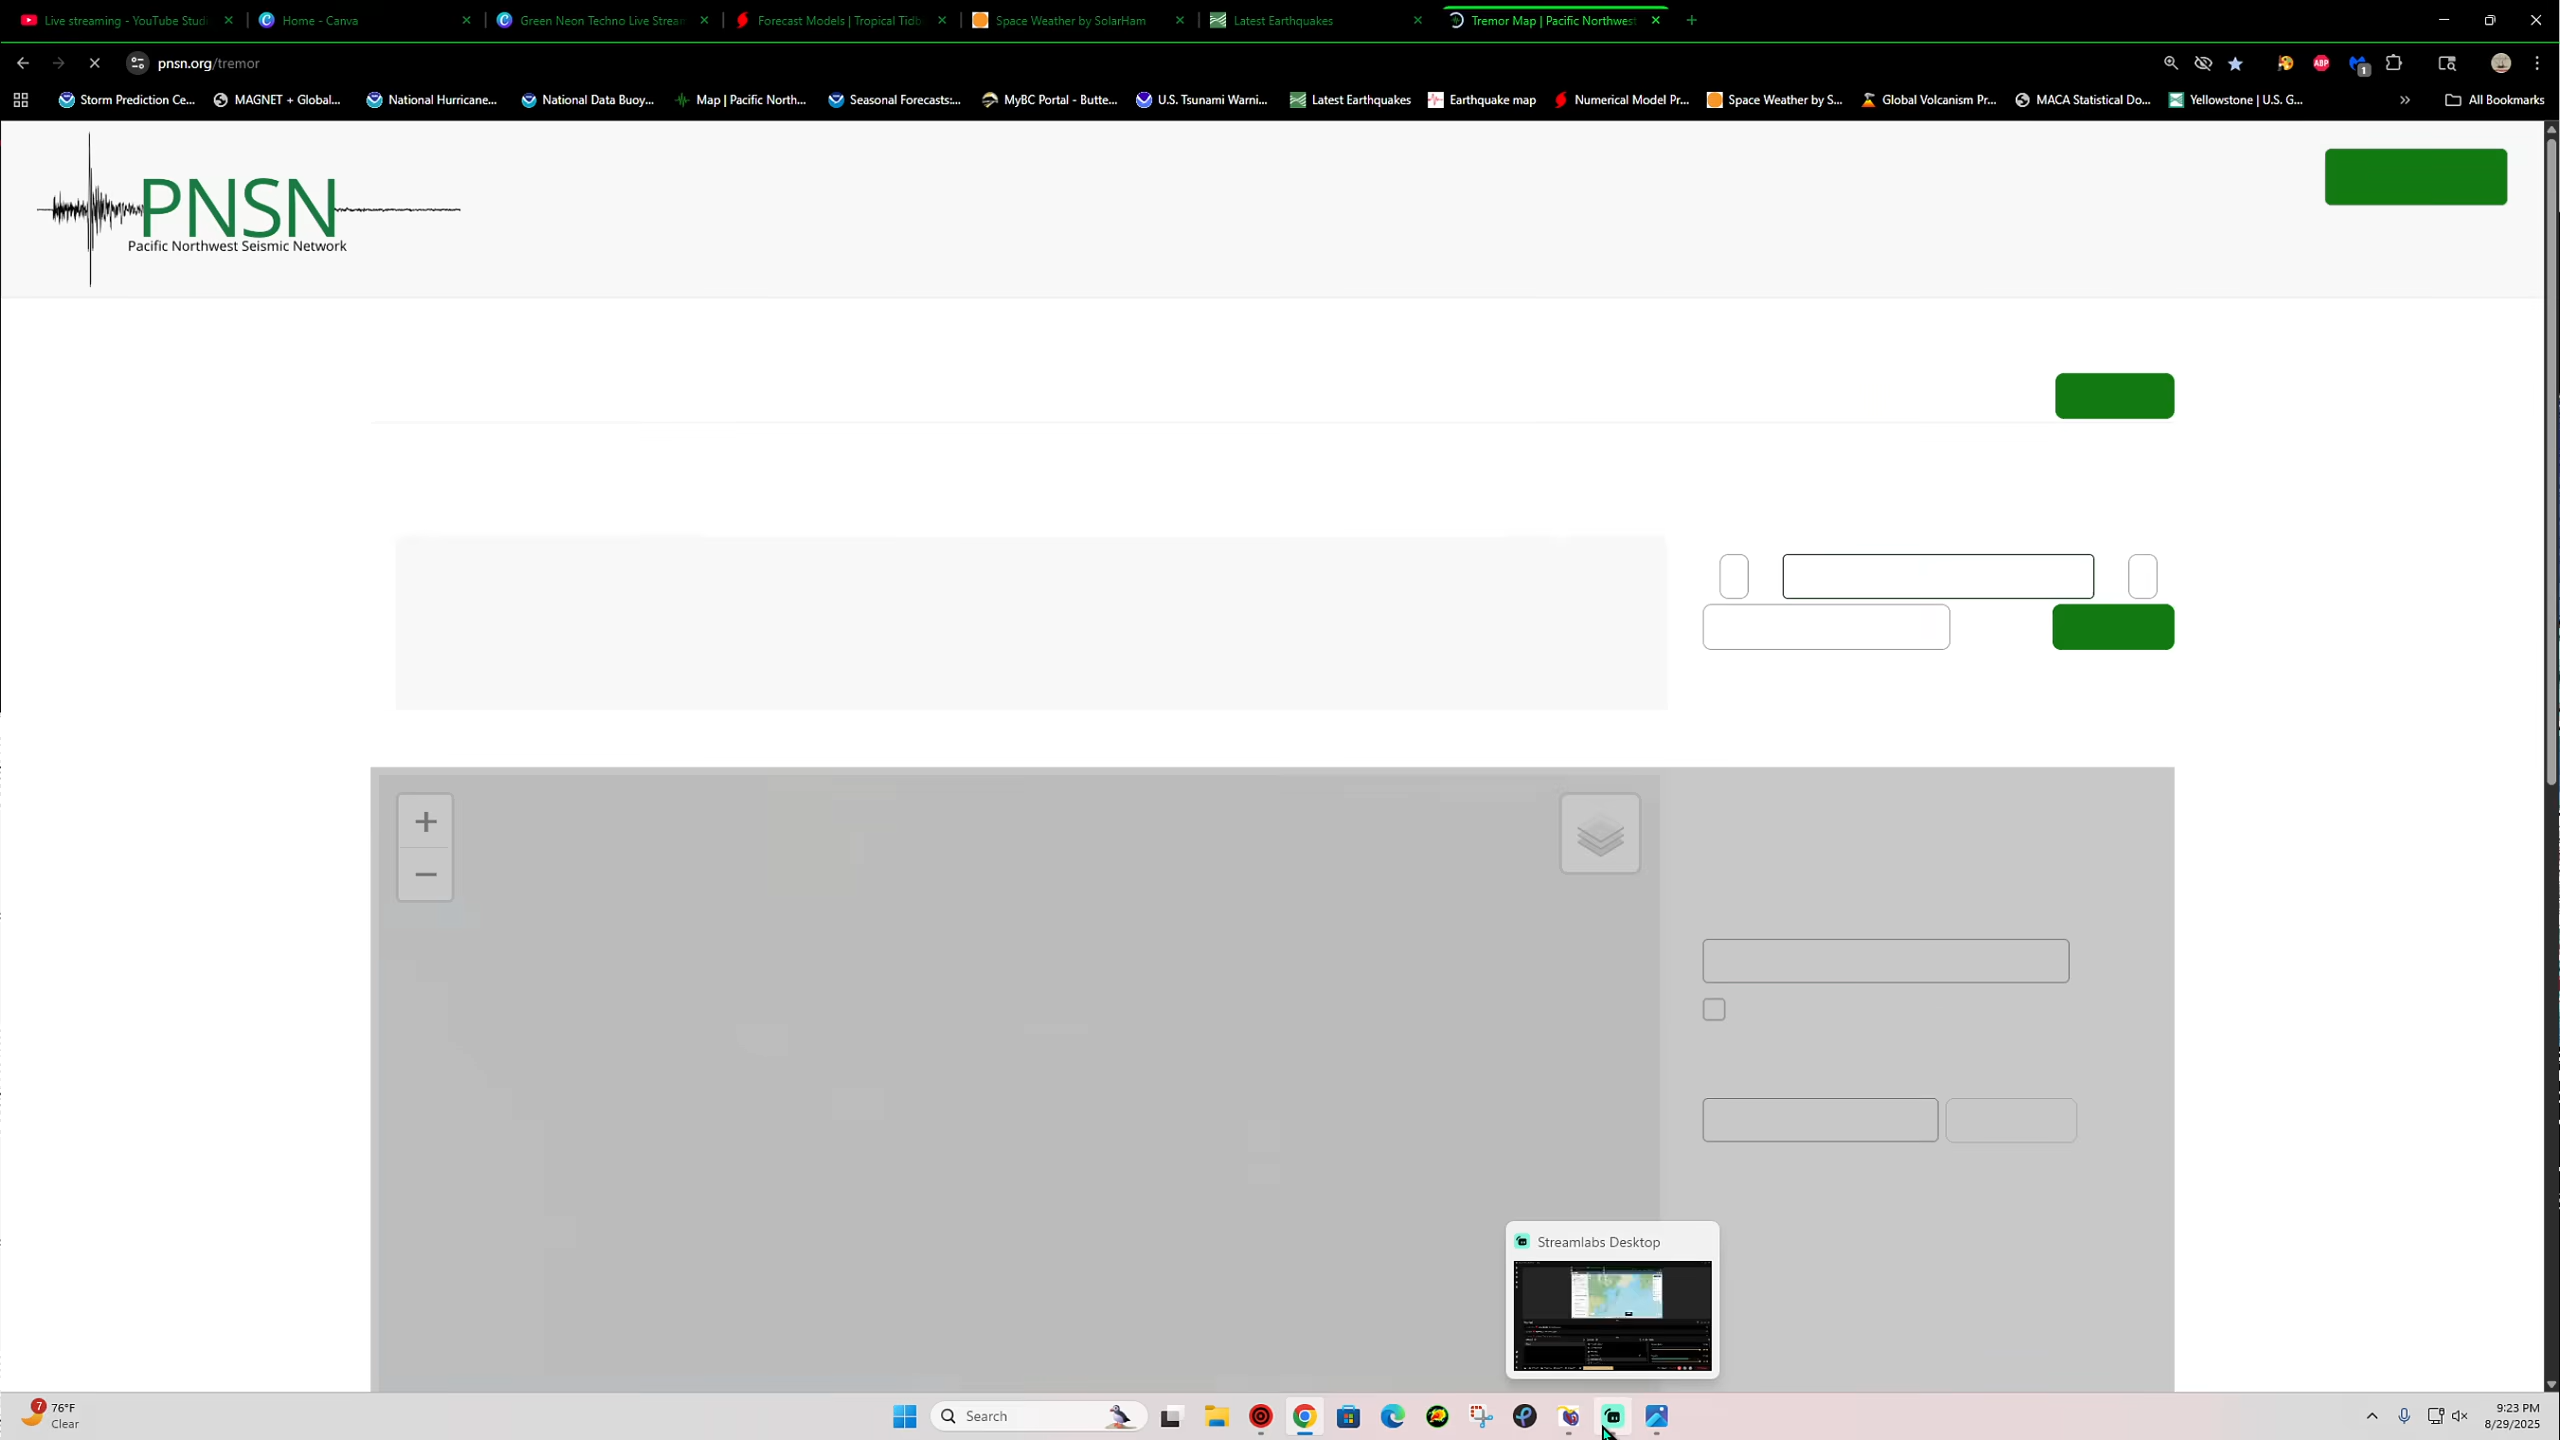 Live streaming - YouTube Studi
Home - Canva
Green Neon Techno Live Stream
Forecast Models | Tropical Tidb
Space Weather by SolarHam
Latest Earthquakes
Tremor Map | Pacific Northwest
pnsn.org/tremor
ABP
1
Storm Prediction Ce...
MAGNET + Global...
National Hurricane...
National Data Buoy...
Map | Pacific North...
Seasonal Forecasts:...
MyBC Portal - Butte...
U.S. Tsunami Warni...
Latest Earthquakes
Earthquake map
Numerical Model Pr...
Space Weather by S...
Global Volcanism Pr...
MACA Statistical Do...
Yellowstone | U.S. G...
All Bookmarks
PNSN
Pacific Northwest Seismic Network
+
−
Streamlabs Desktop
7
76°F
Clear
Search
9:23 PM
8/29/2025